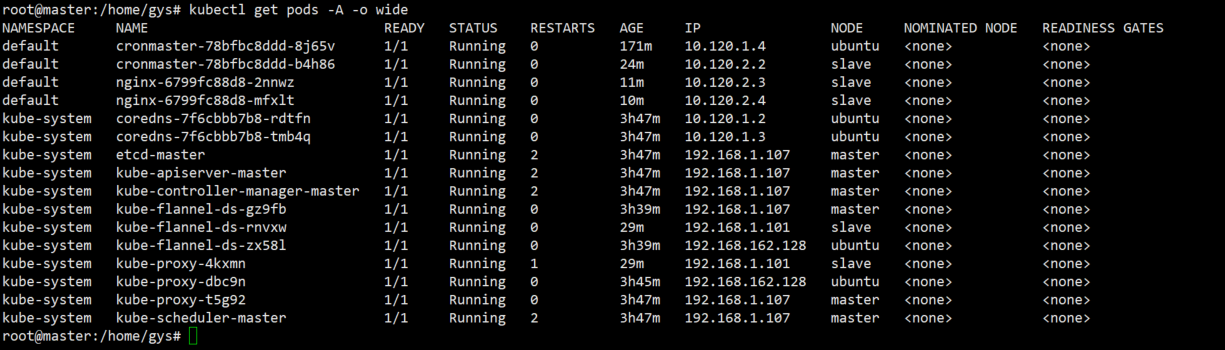 root@master:/home/gys# kubectl get pods -A -o wide
NAMESPACE NAME READY STATUS RESTARTS AGE IP NODE NOMINATED NODE READINESS GATES
default cronmaster-78bfbc8ddd-8j65v 1/1 Running 0 171m 10.120.1.4 ubuntu <none> <none>
default cronmaster-78bfbc8ddd-b4h86 1/1 Running 0 24m 10.120.2.2 slave <none> <none>
default nginx-6799fc88d8-2nnwz 1/1 Running 0 11m 10.120.2.3 slave <none> <none>
default nginx-6799fc88d8-mfxlt 1/1 Running 0 10m 10.120.2.4 slave <none> <none>
kube-system coredns-7f6cbbb7b8-rdtfn 1/1 Running 0 3h47m 10.120.1.2 ubuntu <none> <none>
kube-system coredns-7f6cbbb7b8-tmb4q 1/1 Running 0 3h47m 10.120.1.3 ubuntu <none> <none>
kube-system etcd-master 1/1 Running 2 3h47m 192.168.1.107 master <none> <none>
kube-system kube-apiserver-master 1/1 Running 2 3h47m 192.168.1.107 master <none> <none>
kube-system kube-controller-manager-master 1/1 Running 2 3h47m 192.168.1.107 master <none> <none>
kube-system kube-flannel-ds-gz9fb 1/1 Running 0 3h39m 192.168.1.107 master <none> <none>
kube-system kube-flannel-ds-rnvxw 1/1 Running 0 29m 192.168.1.101 slave <none> <none>
kube-system kube-flannel-ds-zx58l 1/1 Running 0 3h39m 192.168.162.128 ubuntu <none> <none>
kube-system kube-proxy-4kxmn 1/1 Running 1 29m 192.168.1.101 slave <none> <none>
kube-system kube-proxy-dbc9n 1/1 Running 0 3h45m 192.168.162.128 ubuntu <none> <none>
kube-system kube-proxy-t5g92 1/1 Running 0 3h47m 192.168.1.107 master <none> <none>
kube-system kube-scheduler-master 1/1 Running 2 3h47m 192.168.1.107 master <none> <none>
root@master:/home/gys#